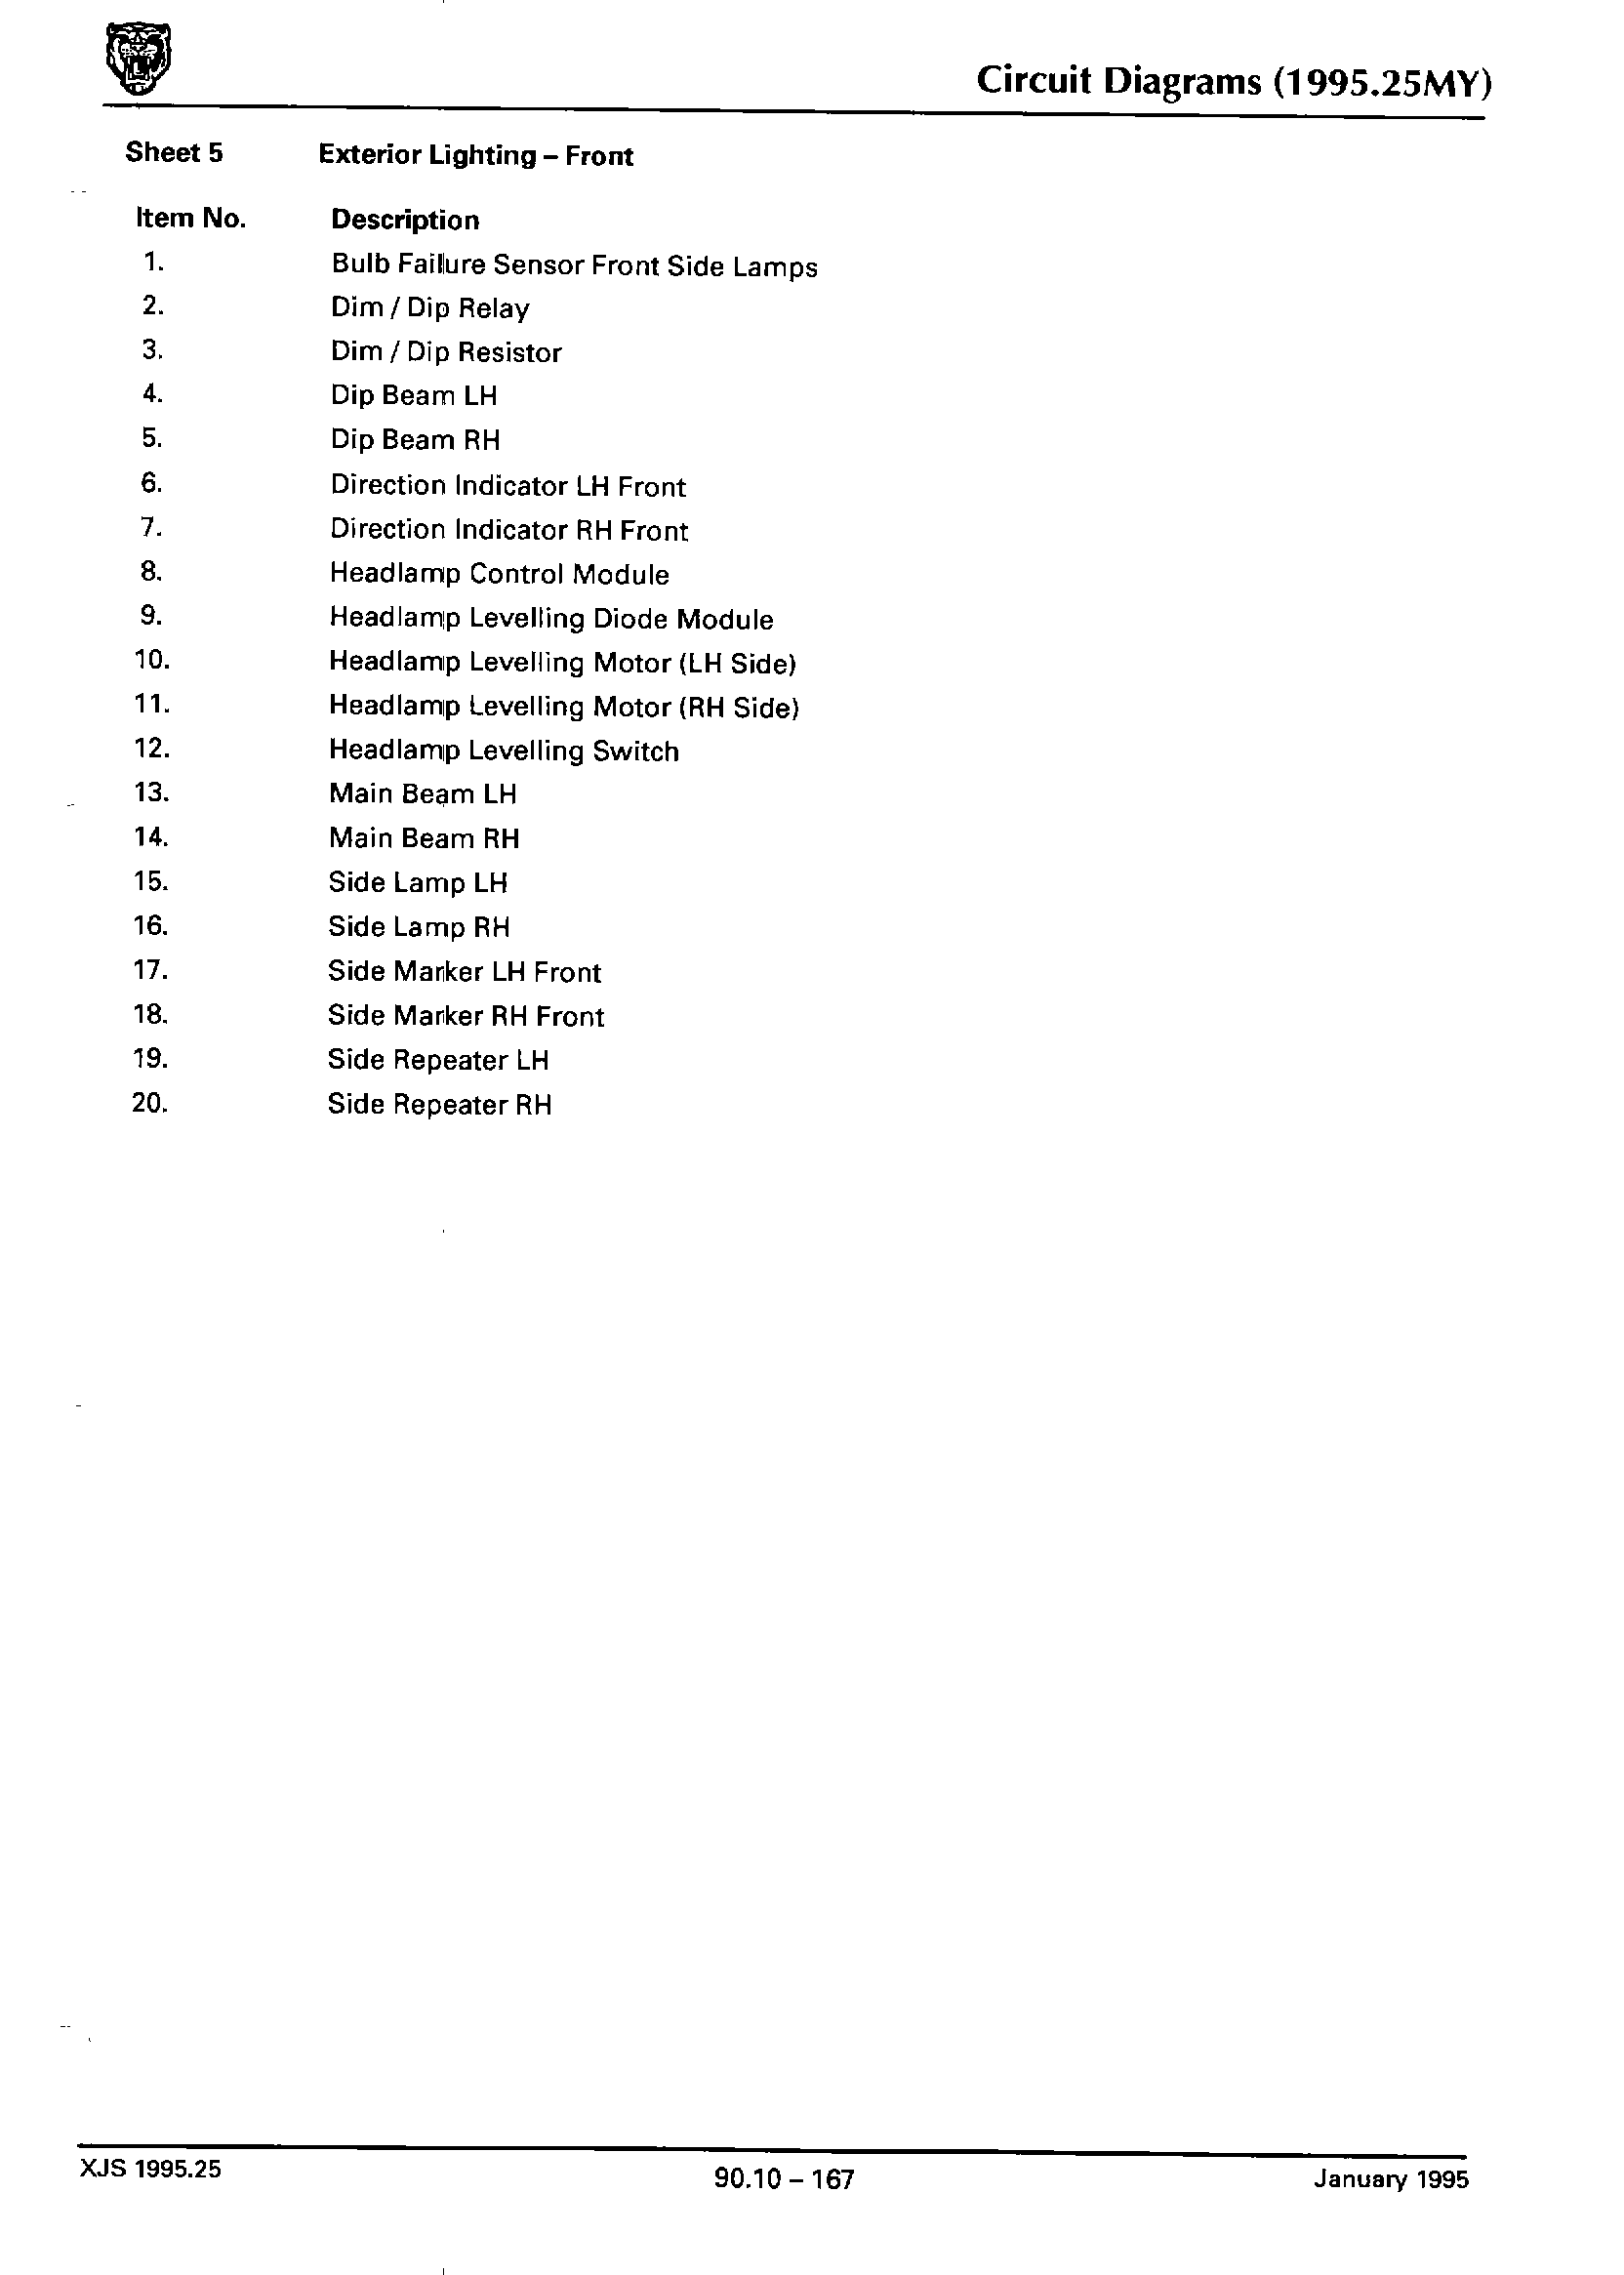 Circuit Diagrams (1995.25MY)
Sheet 5 Exterior Lighting – Front
Item No. Description
1. Bulb Failure Sensor Front Side Lamps
2. Dim / Dip Relay
3. Dim / Dip Resistor
4. Dip Beam LH
5. Dip Beam RH
6. Direction Indicator LH Front
7. Direction Indicator RH Front
8. Headlamp Control Module
9. Headlamp Levelling Diode Module
10. Headlamp Levelling Motor (LH Side)
11. Headlamp Levelling Motor (RH Side)
12. Headlamp Levelling Switch
13. Main Beam LH
14. Main Beam RH
15. Side Lamp LH
16. Side Lamp RH
17. Side Marker LH Front
18. Side Marker RH Front
19. Side Repeater LH
20. Side Repeater RH
XJS 1995.25 90.10 – 167 January 1995